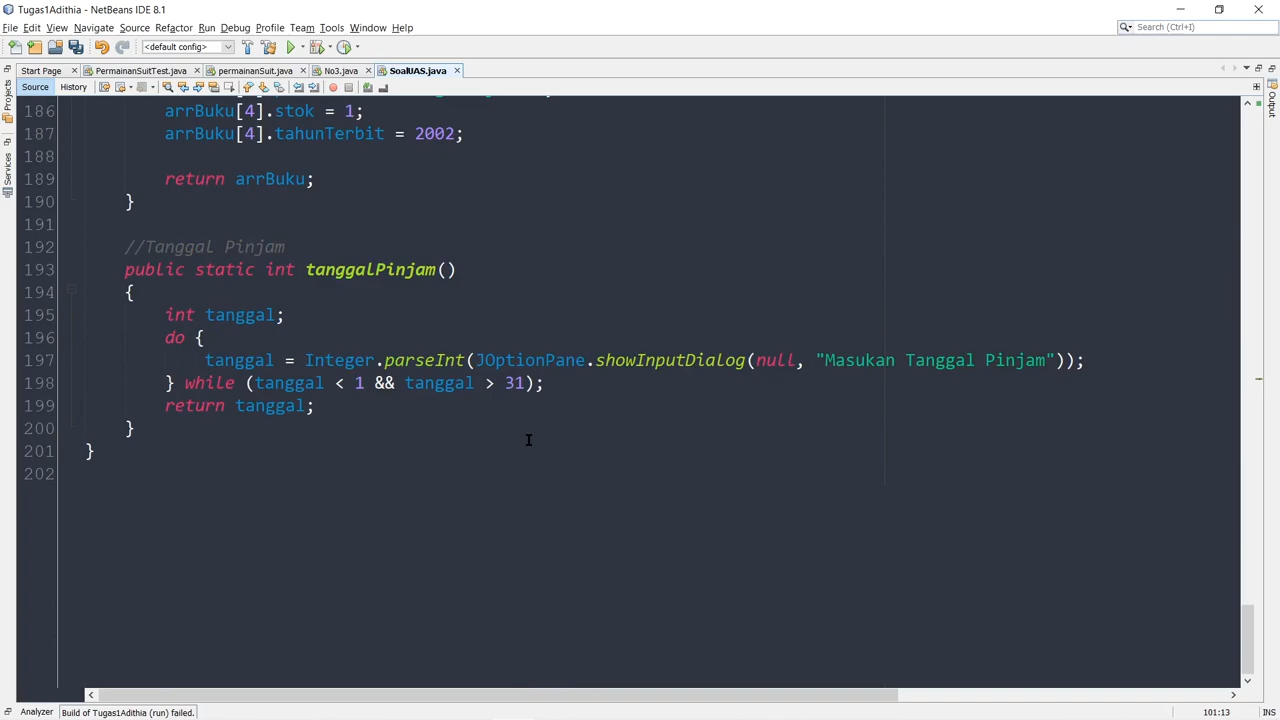 Tugas1Adithia - NetBeans IDE 8.1
File Edit View Navigate Source Refactor Run Debug Profile Team Tools Window Help
Search (Ctrl+I)
<default config>
Start Page PermainanSuitTest.java permainanSuit.java No3.java SoalUAS.java
Source History
Projects
Services
Output
186 arrBuku[4].stok = 1;
187 arrBuku[4].tahunTerbit = 2002;
188
189 return arrBuku;
190 }
191
192 //Tanggal Pinjam
193 public static int tanggalPinjam()
194 {
195 int tanggal;
196 do {
197 tanggal = Integer.parseInt(JOptionPane.showInputDialog(null, "Masukan Tanggal Pinjam"));
198 } while (tanggal < 1 && tanggal > 31);
199 return tanggal;
200 }
201 }
202
Analyzer Build of Tugas1Adithia (run) failed. 101:13 INS